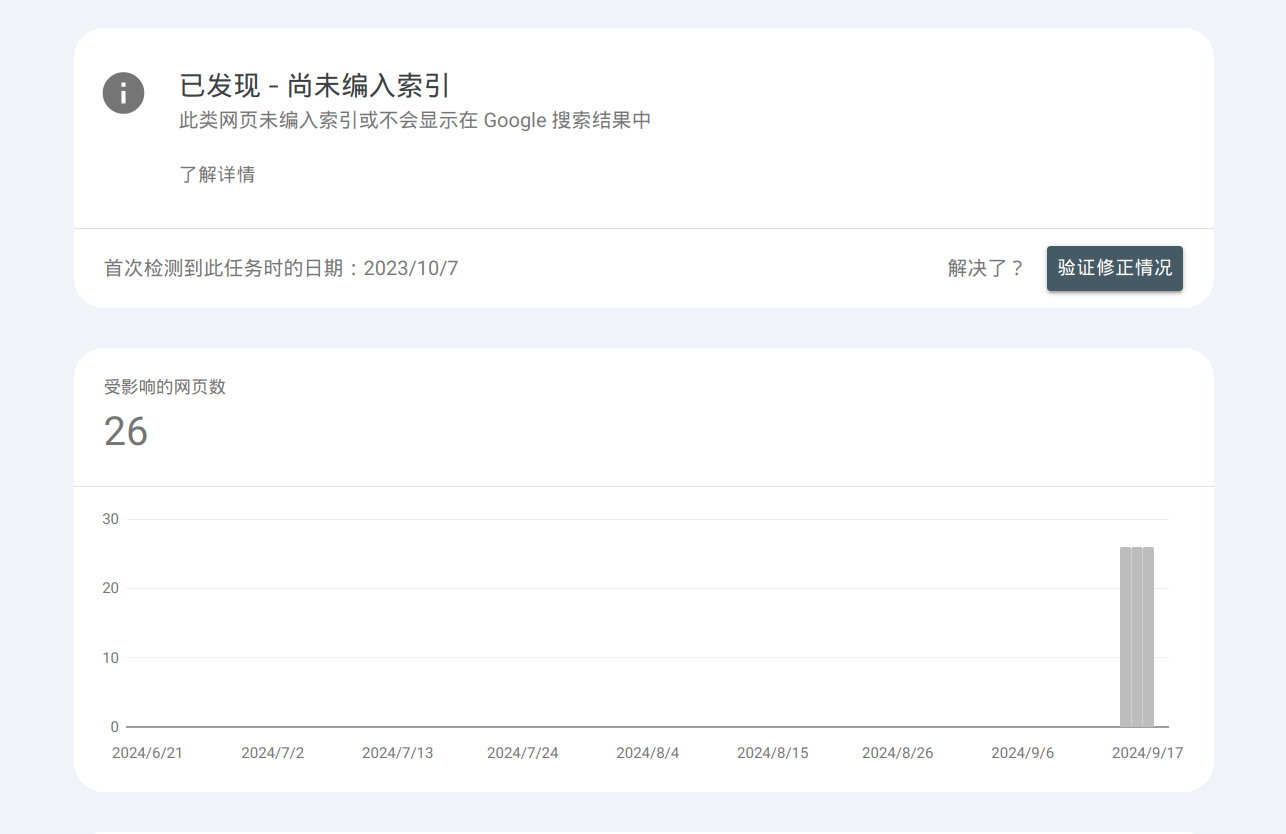 已发现 - 尚未编入索引
此类网页未编入索引或不会显示在 Google 搜索结果中
了解详情
首次检测到此任务时的日期：2023/10/7
解决了？
验证修正情况
受影响的网页数
26
30
20
10
0
2024/6/21 2024/7/2 2024/7/13 2024/7/24 2024/8/4 2024/8/15 2024/8/26 2024/9/6 2024/9/17